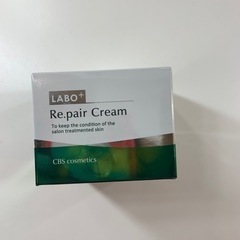 LABO+
Re.pair Cream
To keep the condition of the
salon treatmented skin
CBS cosmetics